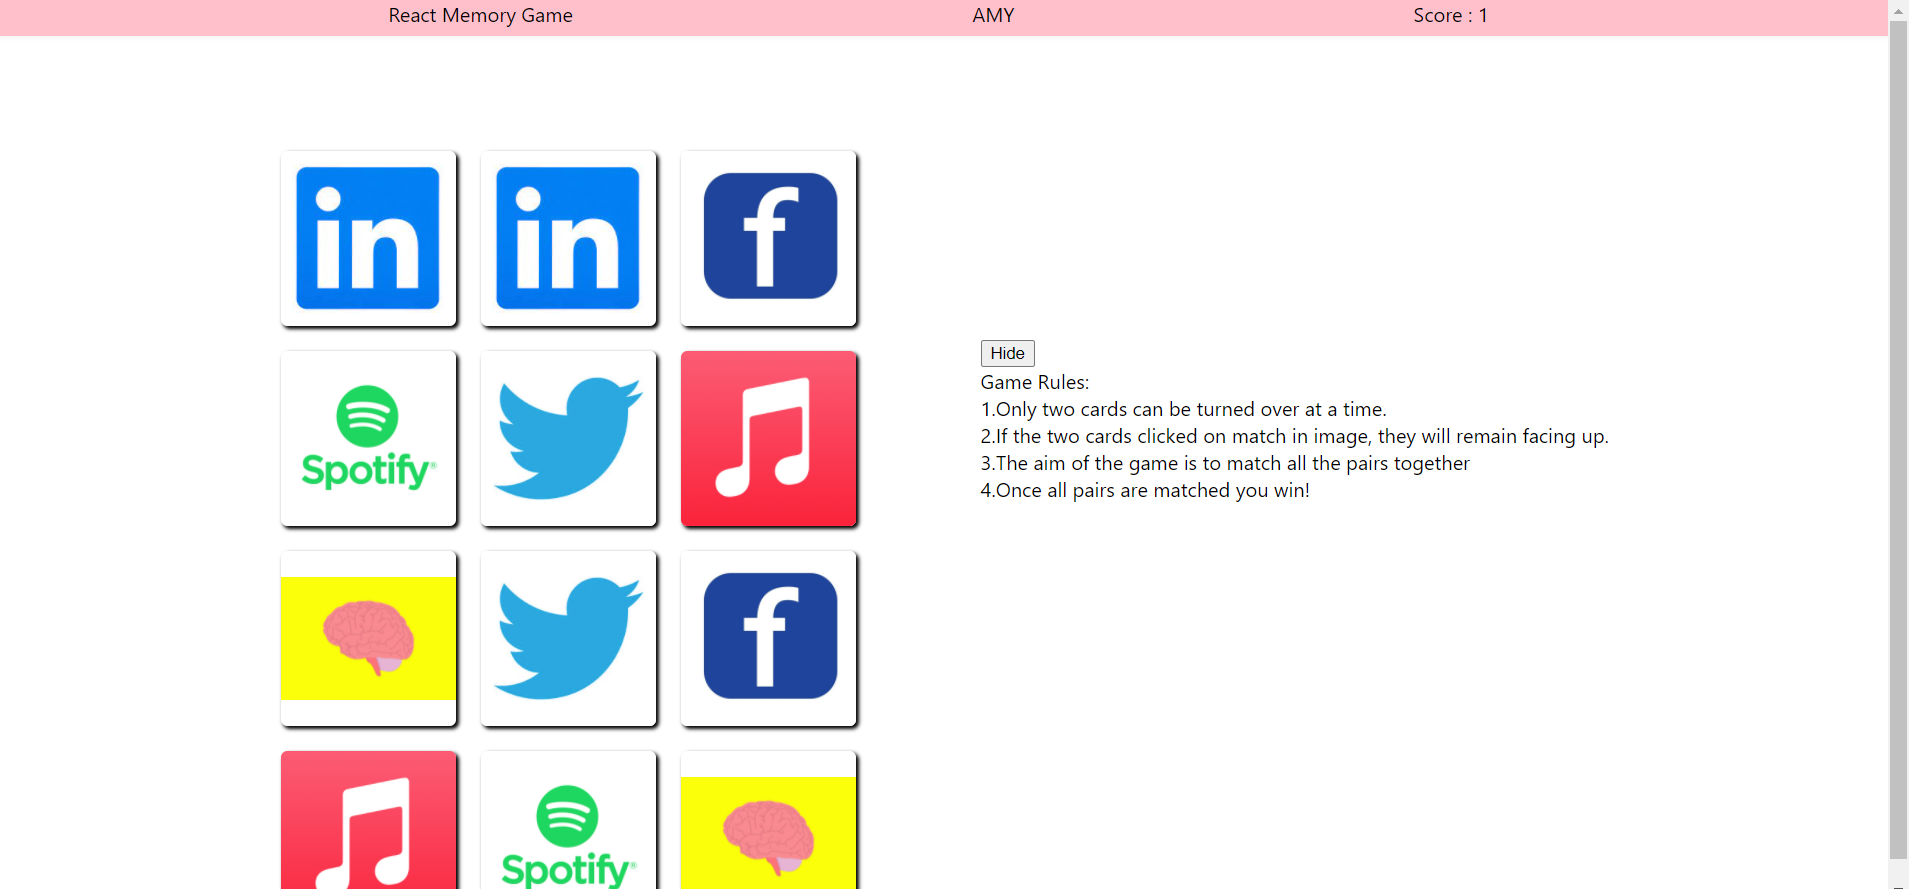 React Memory Game
AMY
Score : 1
in
in
f
Spotify®
Hide
Game Rules:
1.Only two cards can be turned over at a time.
2.If the two cards clicked on match in image, they will remain facing up.
3.The aim of the game is to match all the pairs together
4.Once all pairs are matched you win!
f
Spotify®